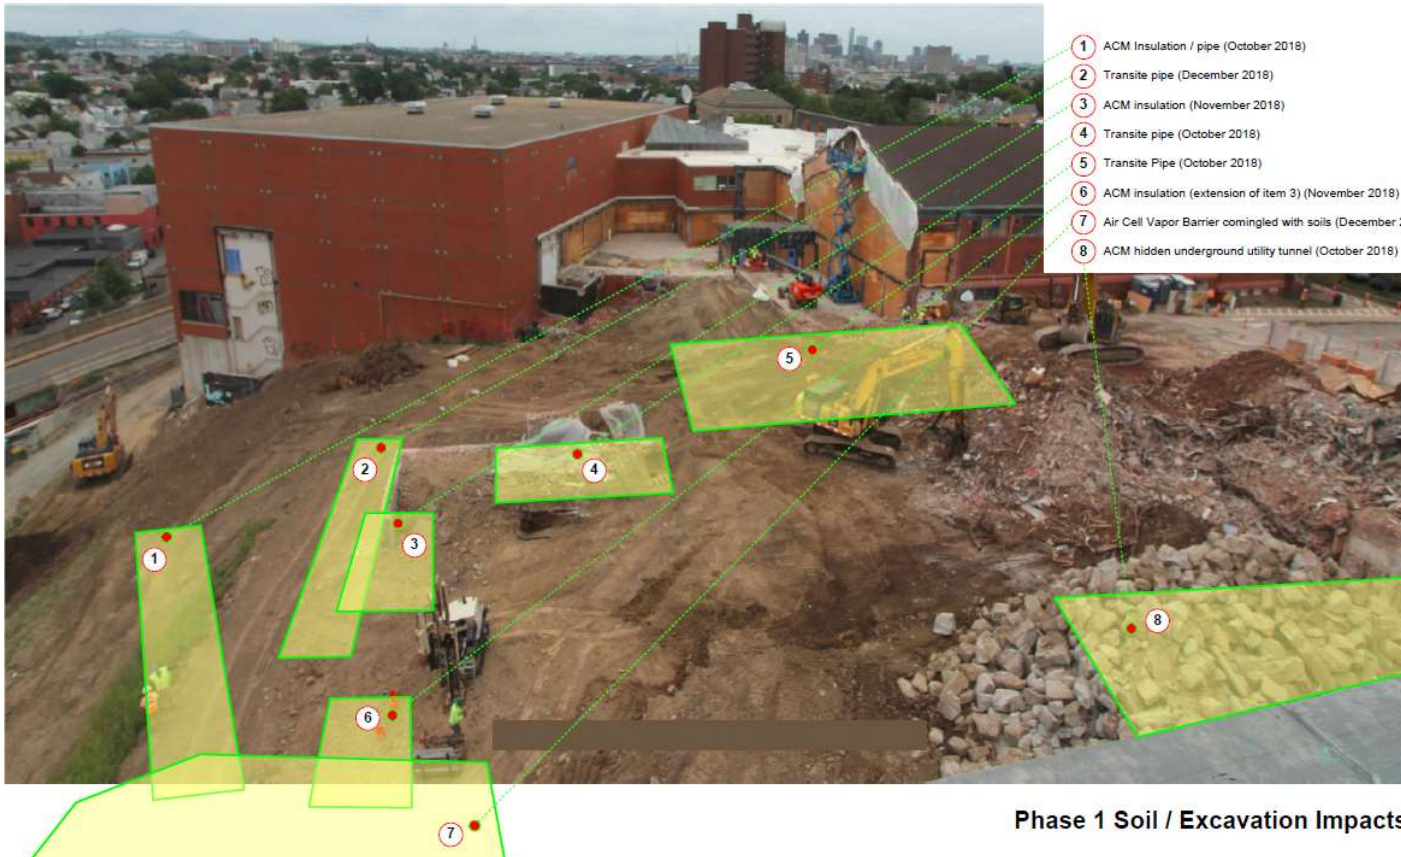 1 ACM Insulation / pipe (October 2018)
2 Transite pipe (December 2018)
3 ACM insulation (November 2018)
4 Transite pipe (October 2018)
5 Transite Pipe (October 2018)
6 ACM insulation (extension of item 3) (November 2018)
7 Air Cell Vapor Barrier comingled with soils (December 2
8 ACM hidden underground utility tunnel (October 2018)
5
2
4
3
1
8
6
7
Phase 1 Soil / Excavation Impacts